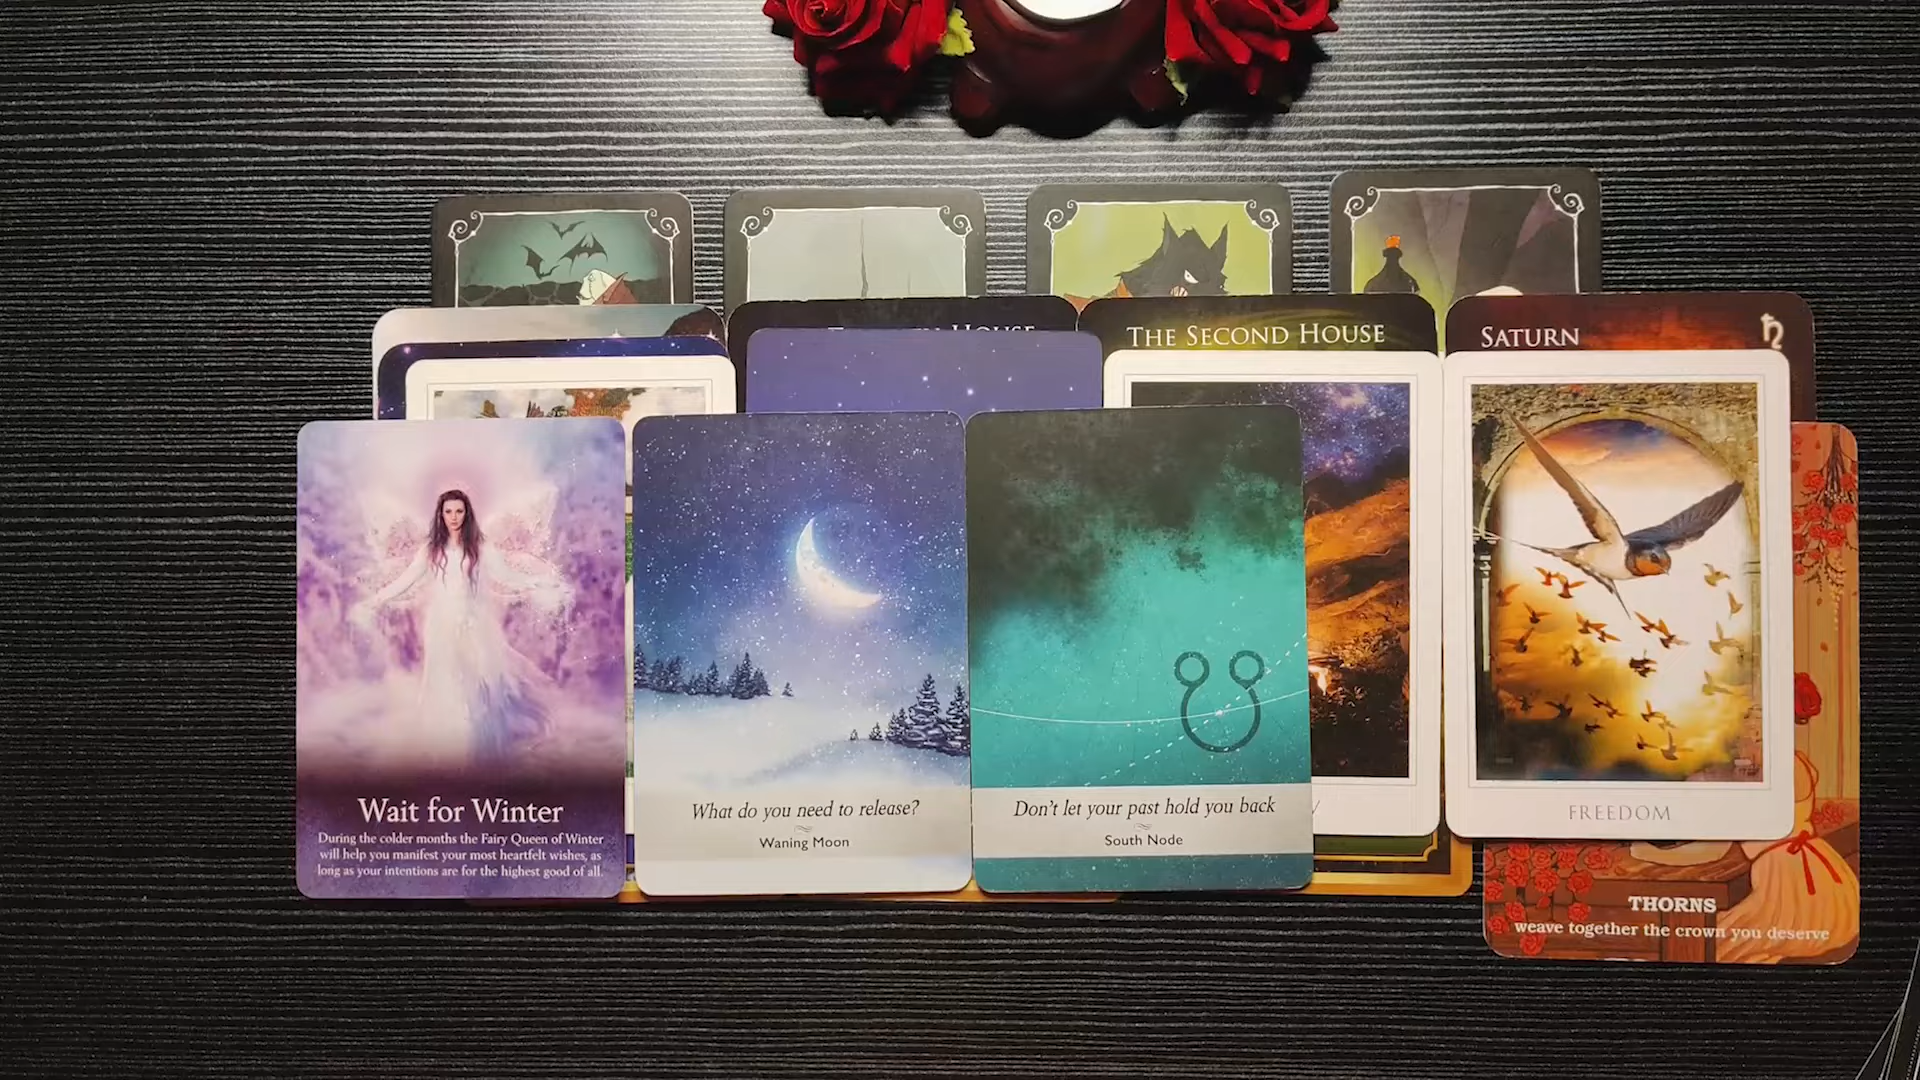 HOUSE
THE SECOND HOUSE
SATURN
Wait for Winter
During the colder months the Fairy Queen of Winter
will help you manifest your most heartfelt wishes, as
long as your intentions are for the highest good of all.
What do you need to release?
Waning Moon
Don't let your past hold you back
South Node
FREEDOM
THORNS
weave together the crown you deserve